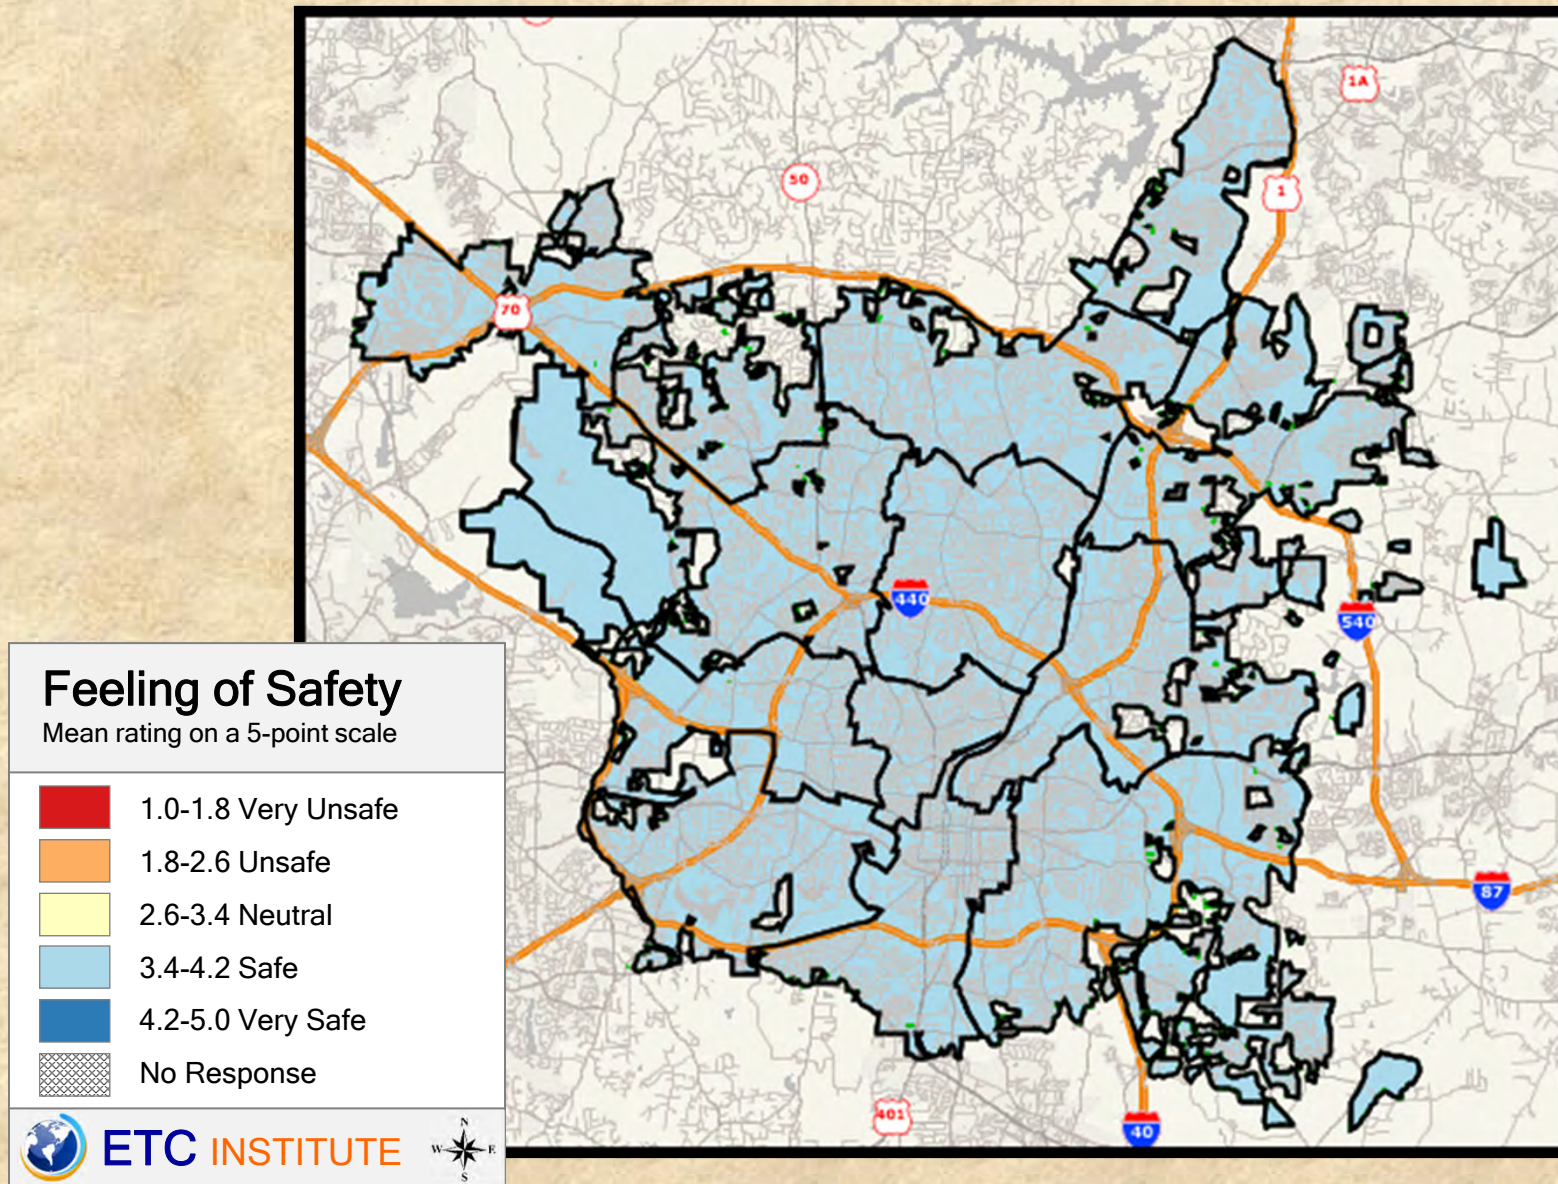 1A
50
1
70
440
540
87
401
40
Feeling of Safety
Mean rating on a 5-point scale
1.0-1.8 Very Unsafe
1.8-2.6 Unsafe
2.6-3.4 Neutral
3.4-4.2 Safe
4.2-5.0 Very Safe
No Response
ETC INSTITUTE
N
W E
S